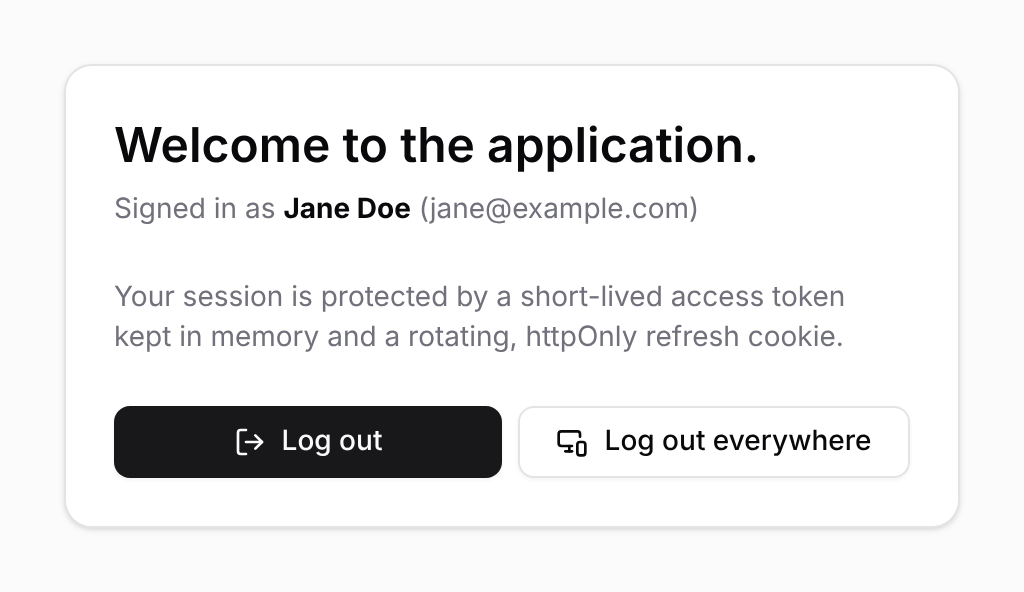 Welcome to the application.
Signed in as Jane Doe (jane@example.com)
Your session is protected by a short-lived access token
kept in memory and a rotating, httpOnly refresh cookie.
Log out
Log out everywhere